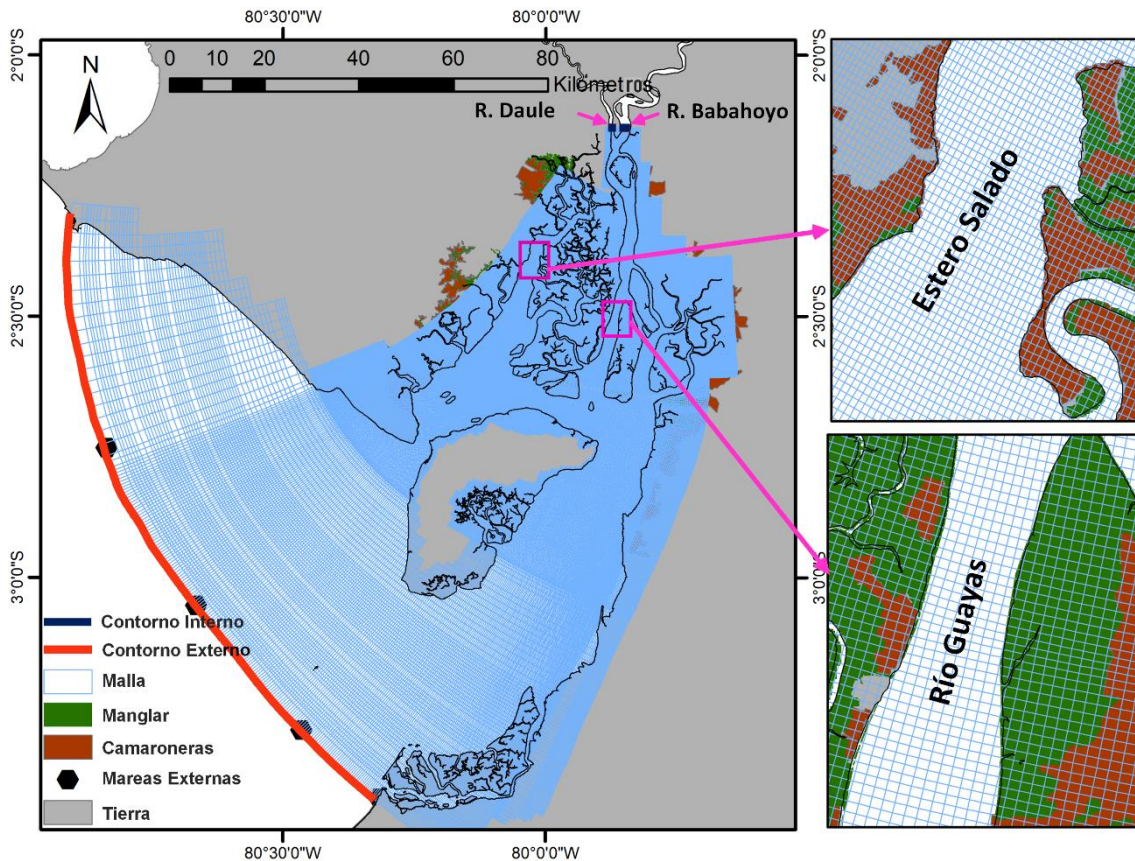 80°30'0"W 80°0'0"W
2°0'0"S
2°30'0"S
3°0'0"S
N
0 10 20 40 60 80
Kilómetros
R. Daule R. Babahoyo
Contorno Interno
Contorno Externo
Malla
Manglar
Camaroneras
Mareas Externas
Tierra
80°30'0"W 80°0'0"W
2°0'0"S
2°30'0"S
3°0'0"S
Estero Salado
Río Guayas